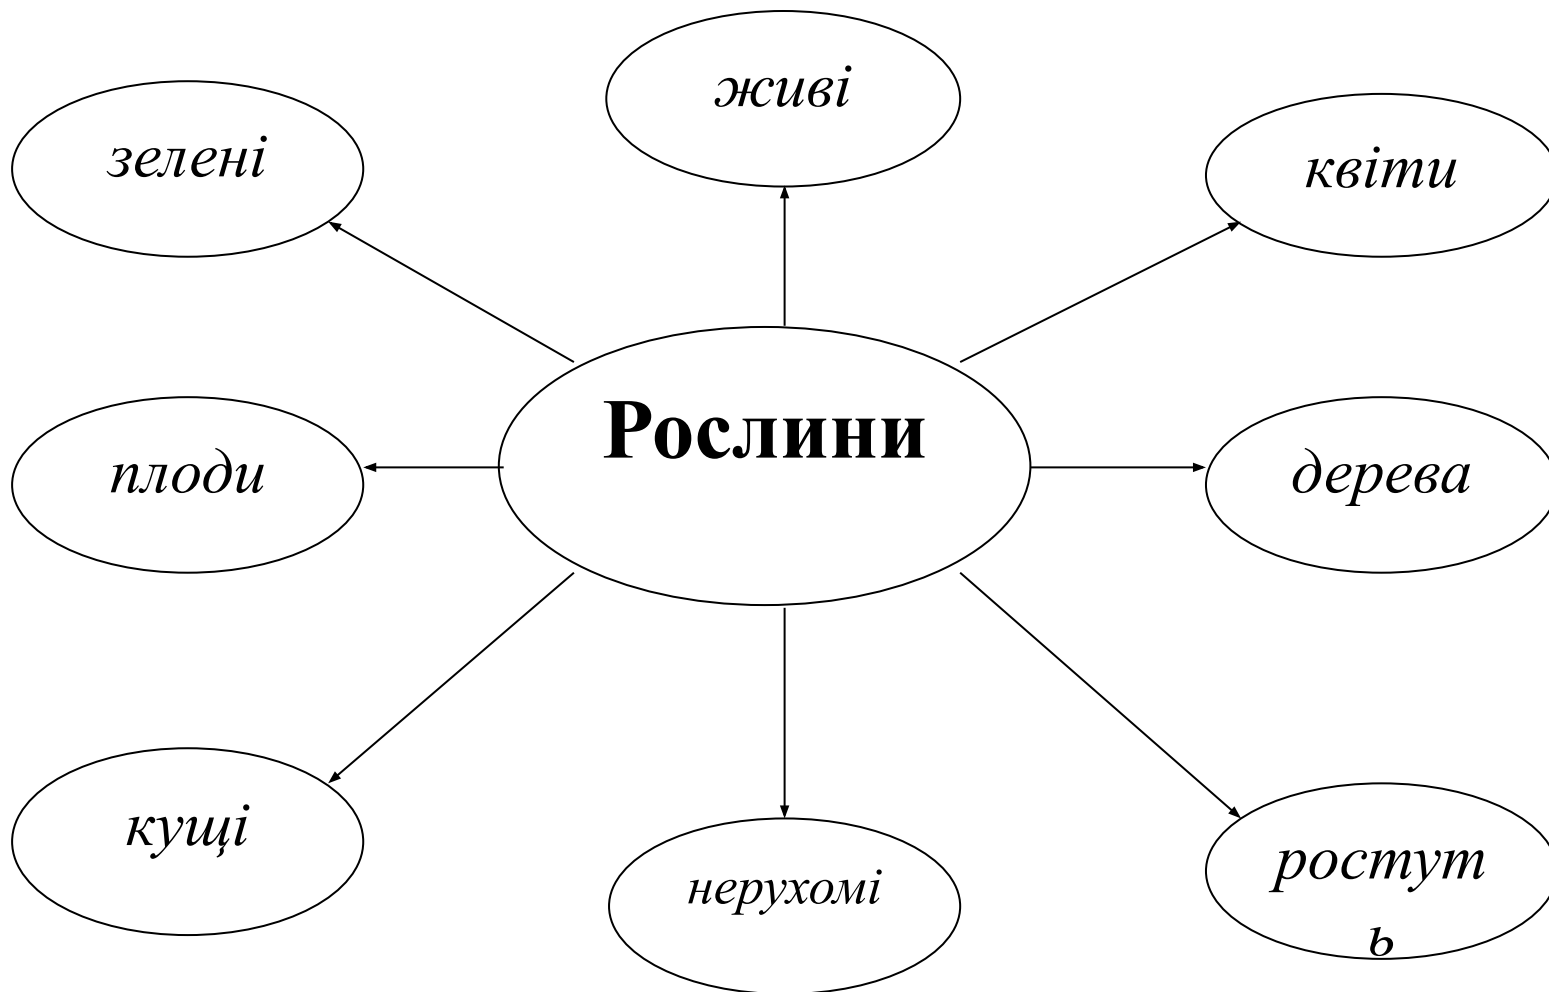 живі
зелені
квіти
Рослини
плоди
дерева
кущі
нерухомі
ростут
ь